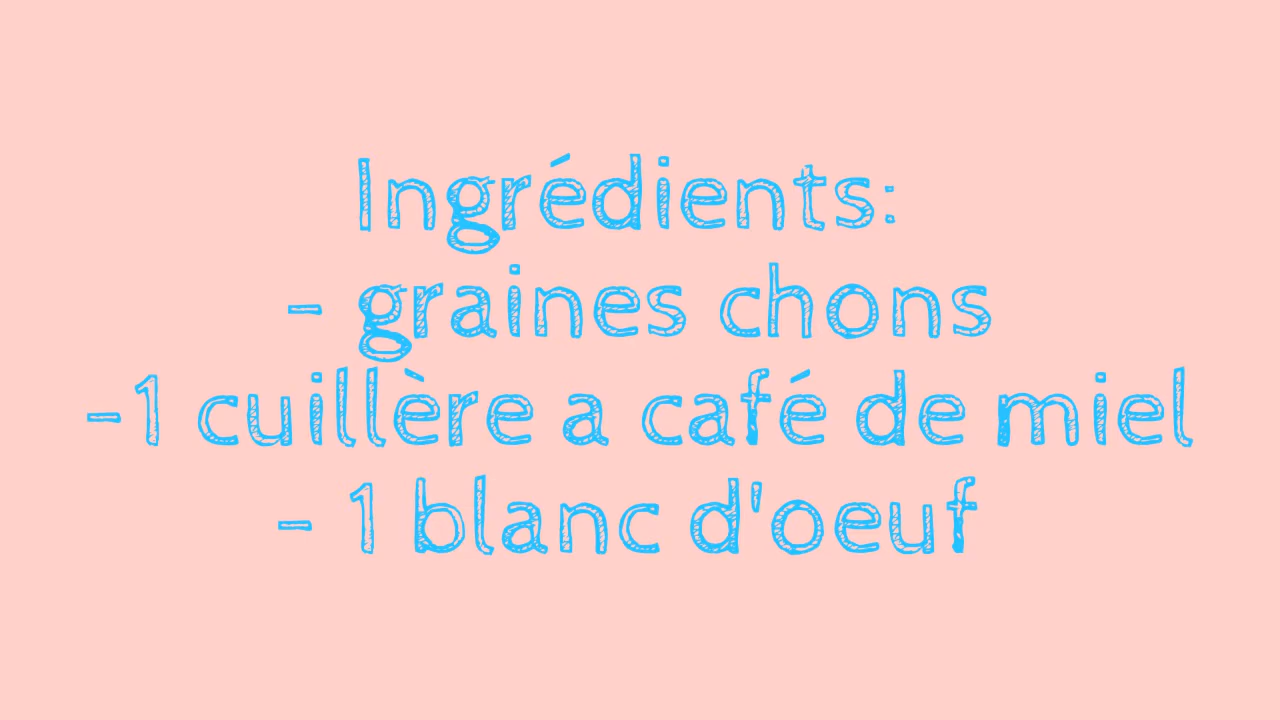 Ingrédients:
- graines chons
-1 cuillère a café de miel
- 1 blanc d'oeuf